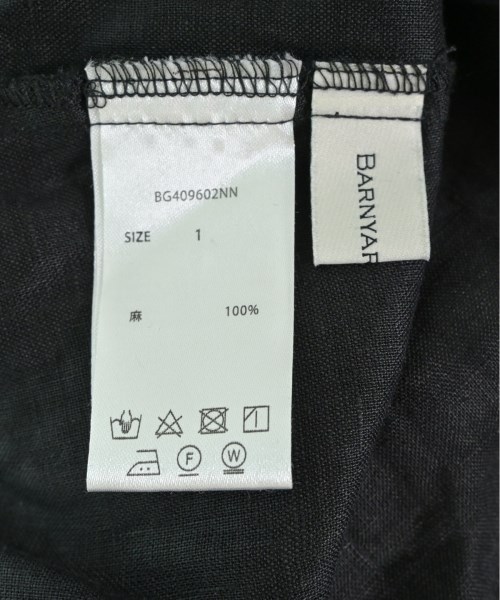 BG409602NN
SIZE 1
麻 100%
F
W
BARNYAR